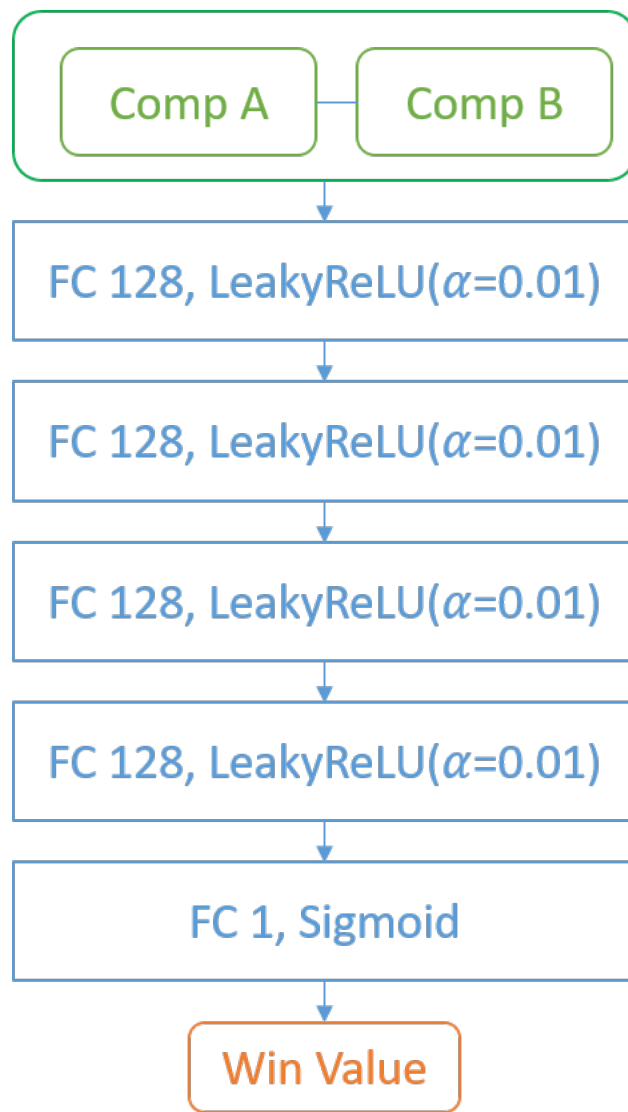 Comp A
Comp B
FC 128, LeakyReLU(α=0.01)
FC 128, LeakyReLU(α=0.01)
FC 128, LeakyReLU(α=0.01)
FC 128, LeakyReLU(α=0.01)
FC 1, Sigmoid
Win Value